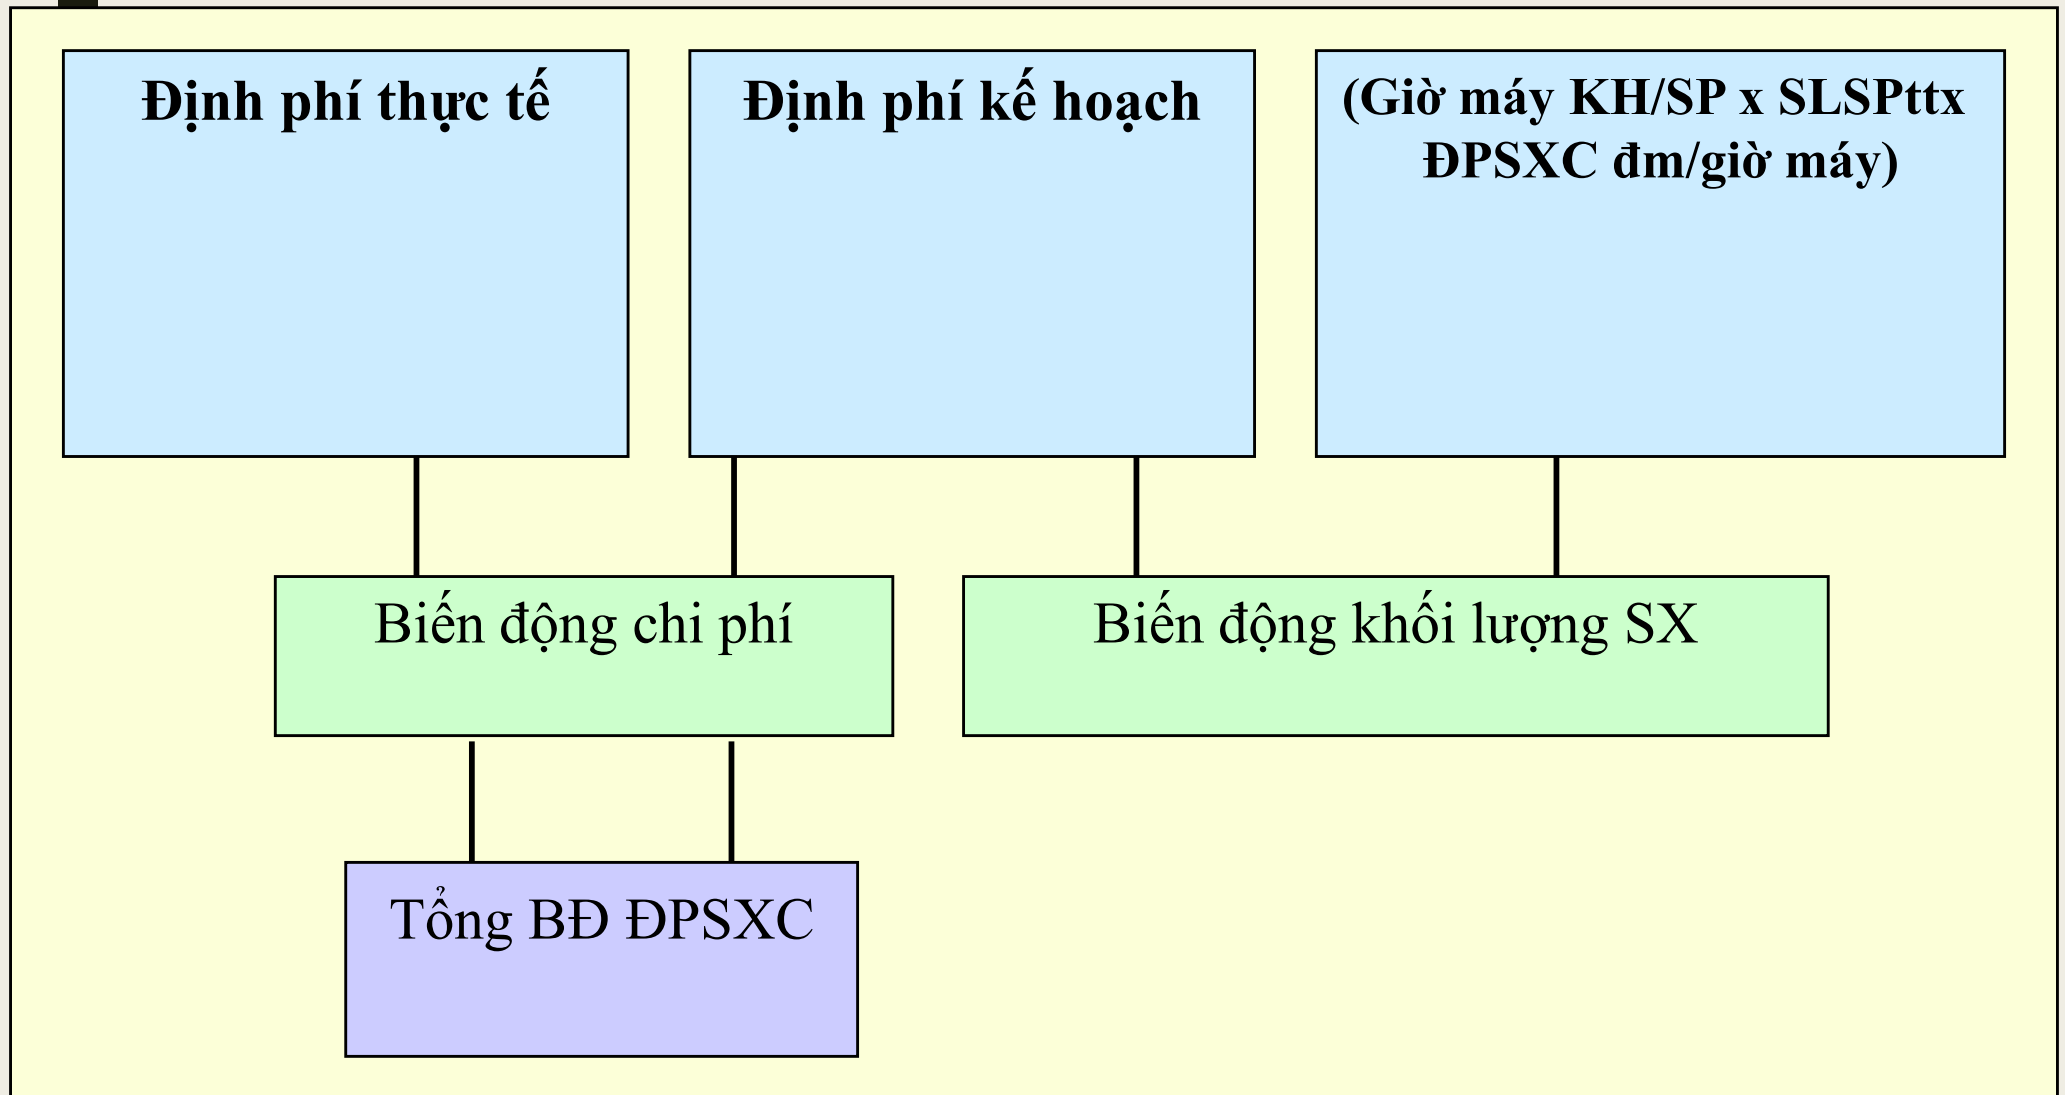 Định phí thực tế
Định phí kế hoạch
(Giờ máy KH/SP x SLSPttx
ĐPSXC đm/giờ máy)
Biến động chi phí
Biến động khối lượng SX
Tổng BĐ ĐPSXC